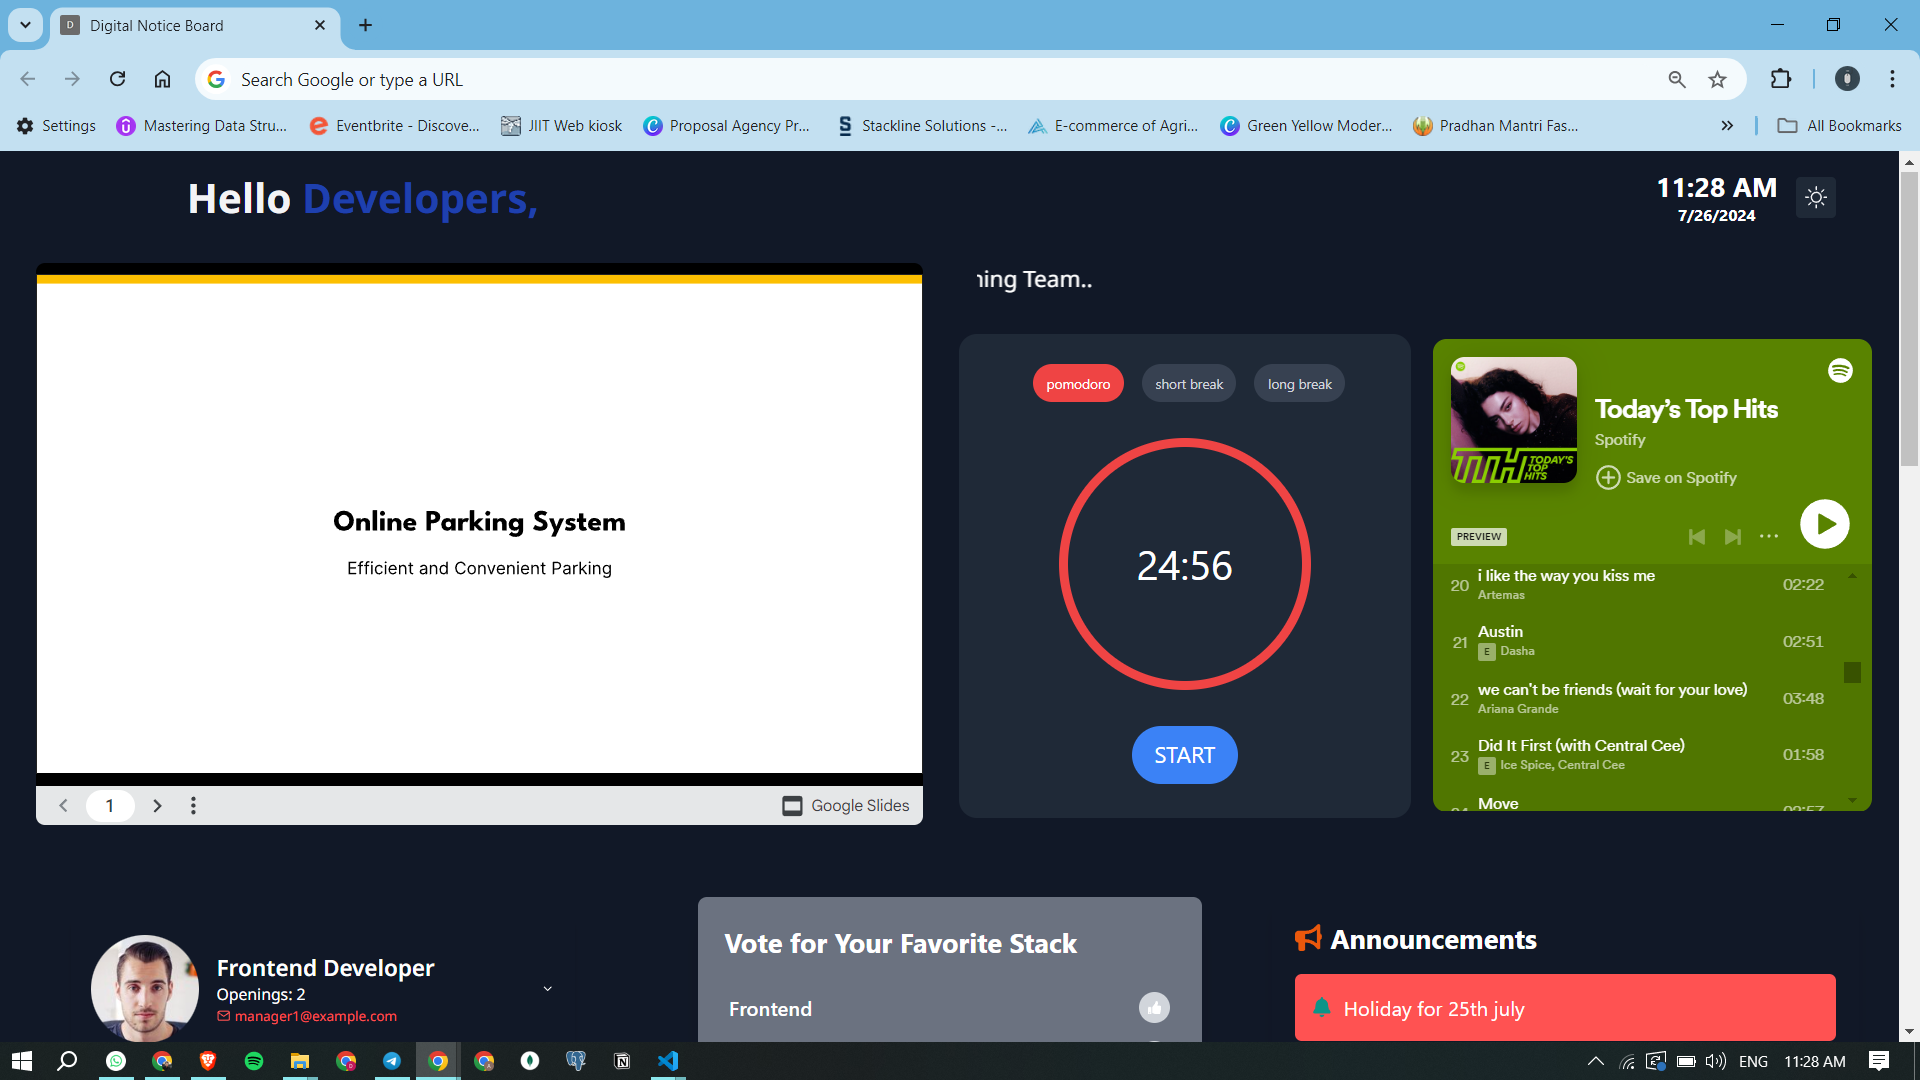 D Digital Notice Board
Search Google or type a URL
Settings
Mastering Data Stru...
Eventbrite - Discove...
JIIT Web kiosk
Proposal Agency Pr...
Stackline Solutions -...
E-commerce of Agri...
Green Yellow Moder...
Pradhan Mantri Fas...
All Bookmarks
Hello Developers,
11:28 AM
7/26/2024
ning Team..
Online Parking System
Efficient and Convenient Parking
1
Google Slides
pomodoro
short break
long break
24:56
START
TTH TODAY'S
TOP
HITS
Today's Top Hits
Spotify
Save on Spotify
PREVIEW
20 i like the way you kiss me 02:22
Artemas
21 Austin 02:51
E Dasha
22 we can't be friends (wait for your love) 03:48
Ariana Grande
23 Did It First (with Central Cee) 01:58
E Ice Spice, Central Cee
Move
Frontend Developer
Openings: 2
manager1@example.com
Vote for Your Favorite Stack
Frontend
Announcements
Holiday for 25th july
ENG
11:28 AM